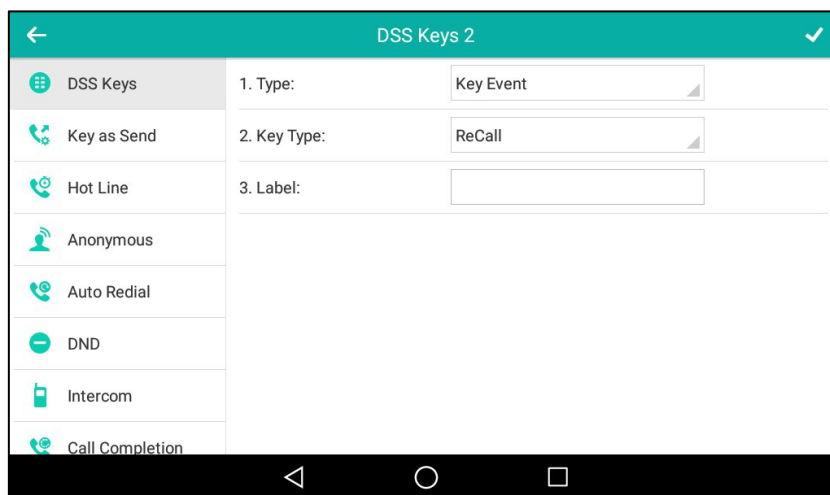 DSS Keys 2
DSS Keys
Key as Send
Hot Line
Anonymous
Auto Redial
DND
Intercom
Call Completion
1. Type: Key Event
2. Key Type: ReCall
3. Label: